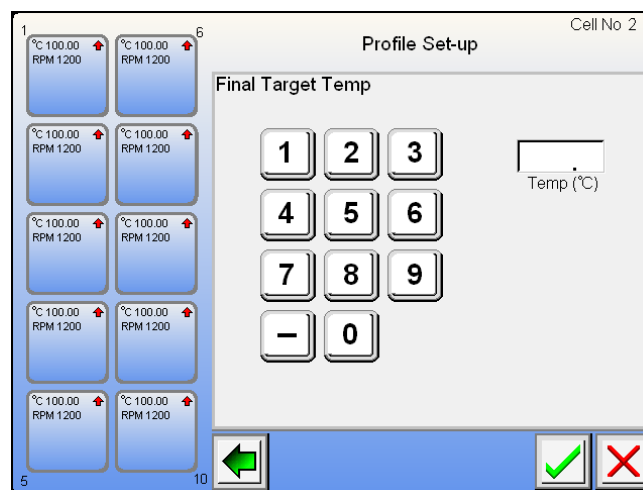 Cell No 2
Profile Set-up
1
6
°C 100.00
RPM 1200
°C 100.00
RPM 1200
°C 100.00
RPM 1200
°C 100.00
RPM 1200
°C 100.00
RPM 1200
°C 100.00
RPM 1200
°C 100.00
RPM 1200
°C 100.00
RPM 1200
°C 100.00
RPM 1200
°C 100.00
RPM 1200
5
10
Final Target Temp
1 2 3
4 5 6
7 8 9
– 0
.
Temp (°C)